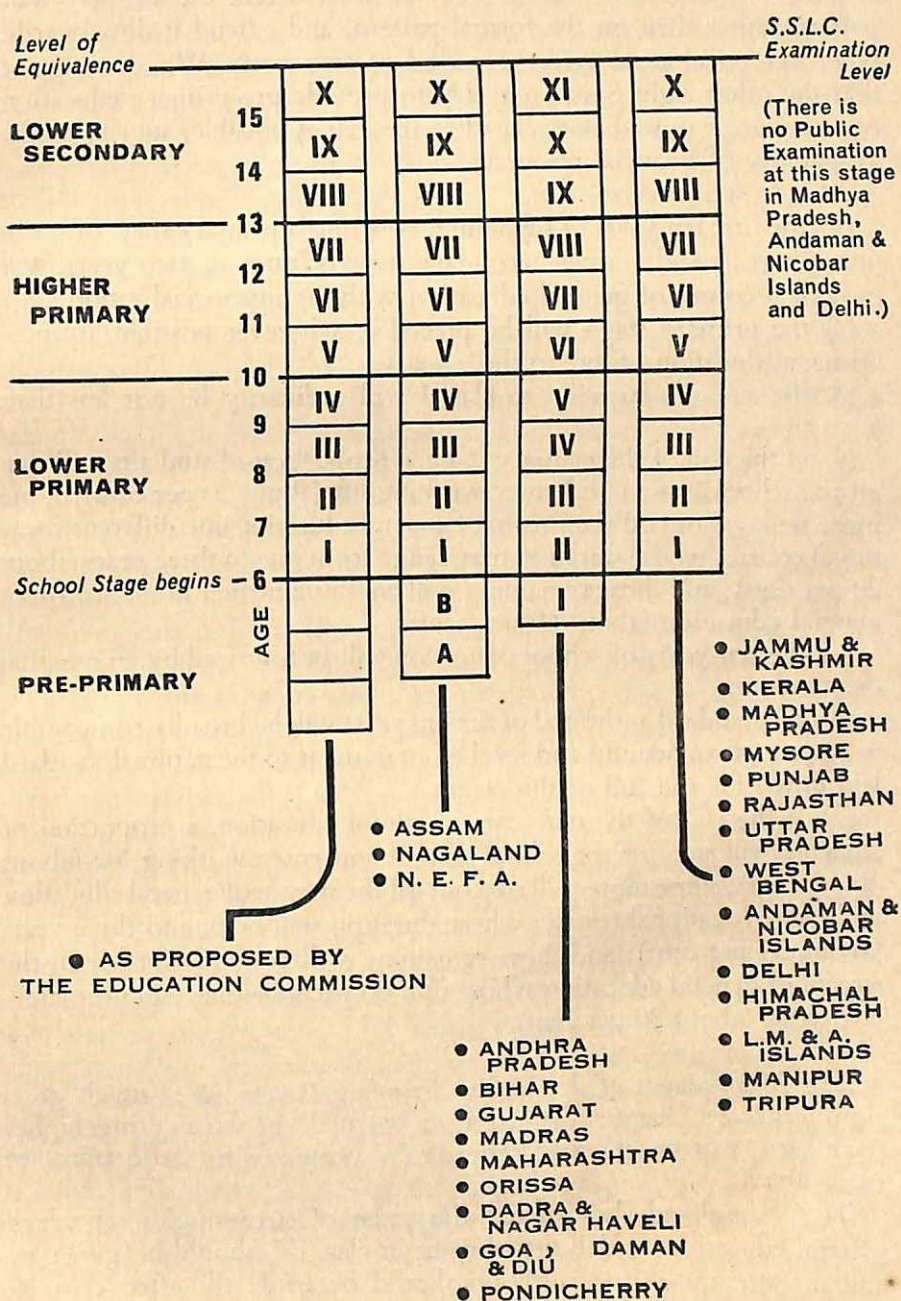 Level of
Equivalence
S.S.L.C.
Examination
Level
(There is
no Public
Examination
at this stage
in Madhya
Pradesh,
Andaman &
Nicobar
Islands
and Delhi.)
X X XI X
15
LOWER
SECONDARY
IX IX X IX
14
VIII VIII IX VIII
13
VII VII VIII VII
12
HIGHER
PRIMARY
VI VI VII VI
11
V V VI V
10
IV IV V IV
9
LOWER
PRIMARY
III III IV III
8
II II III II
7
I I II I
School Stage begins - 6
AGE
B I
A
PRE-PRIMARY
• AS PROPOSED BY
THE EDUCATION COMMISSION
• ASSAM
• NAGALAND
• N. E. F. A.
• ANDHRA
PRADESH
• BIHAR
• GUJARAT
• MADRAS
• MAHARASHTRA
• ORISSA
• DADRA &
NAGAR HAVELI
• GOA, DAMAN
& DIU
• PONDICHERRY
• JAMMU &
KASHMIR
• KERALA
• MADHYA
PRADESH
• MYSORE
• PUNJAB
• RAJASTHAN
• UTTAR
PRADESH
• WEST
BENGAL
• ANDAMAN &
NICOBAR
ISLANDS
• DELHI
• HIMACHAL
PRADESH
• L.M. & A.
ISLANDS
• MANIPUR
• TRIPURA